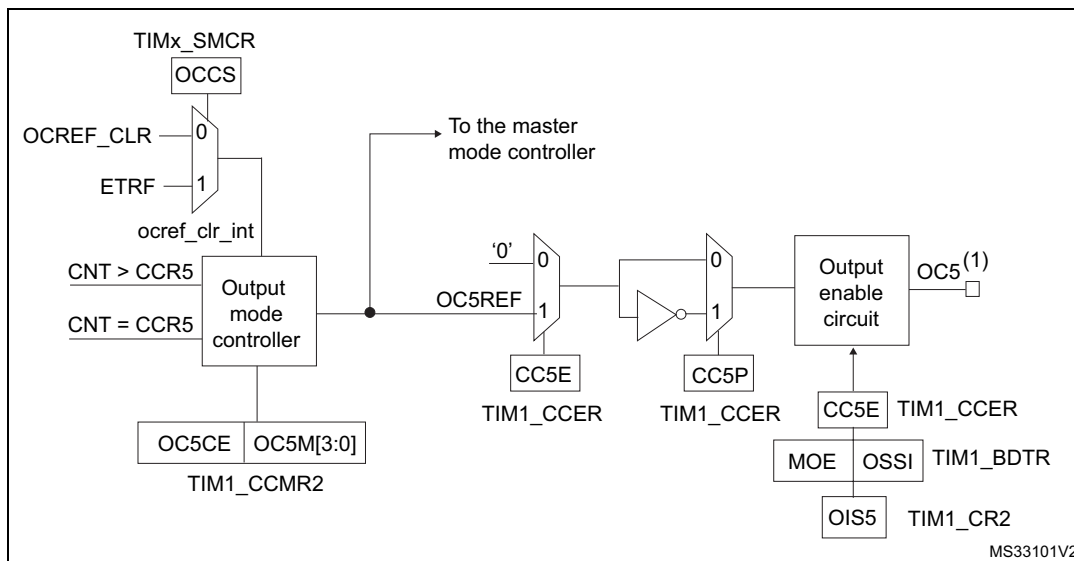 TIMx_SMCR
OCCS
OCREF_CLR
0
ETRF
1
ocref_clr_int
To the master
mode controller
CNT > CCR5
CNT = CCR5
Output
mode
controller
OC5CE
OC5M[3:0]
TIM1_CCMR2
‘0’
0
OC5REF
1
CC5E
TIM1_CCER
0
1
CC5P
TIM1_CCER
Output
enable
circuit
OC5(1)
CC5E
TIM1_CCER
MOE
OSSI
TIM1_BDTR
OIS5
TIM1_CR2
MS33101V2